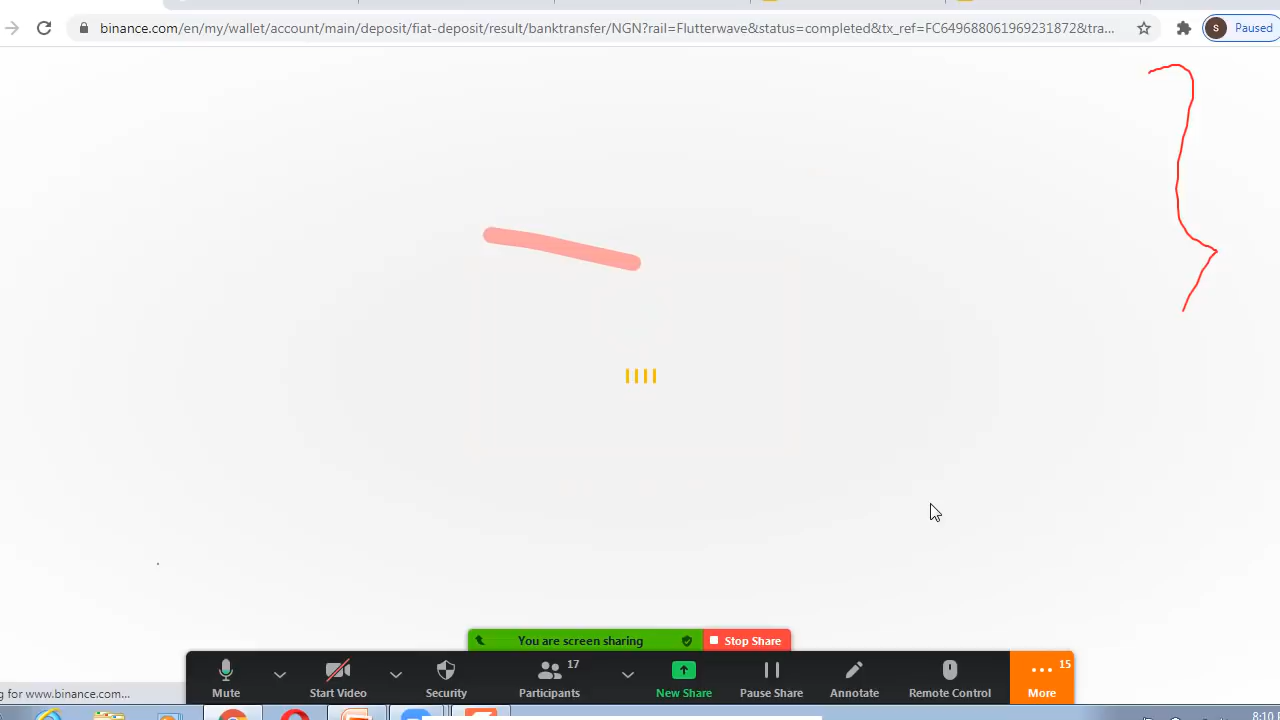 binance.com/en/my/wallet/account/main/deposit/fiat-deposit/result/banktransfer/NGN?rail=Flutterwave&status=completed&tx_ref=FC649688061969231872&tra...
S
Paused
You are screen sharing
Stop Share
17
15
Mute
Start Video
Security
Participants
New Share
Pause Share
Annotate
Remote Control
More
g for www.binance.com...
8:10